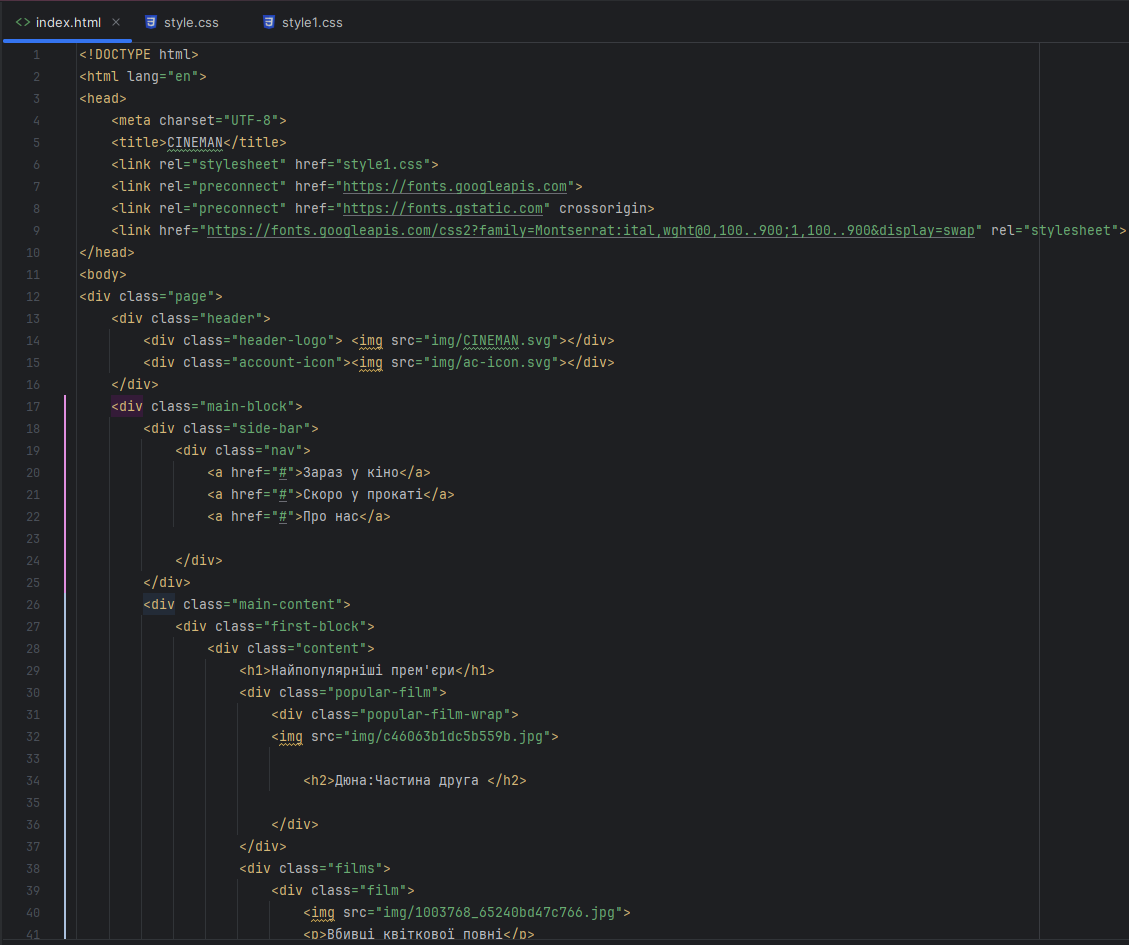 index.html style.css style1.css
1 <!DOCTYPE html>
2 <html lang="en">
3 <head>
4 <meta charset="UTF-8">
5 <title>CINEMAN</title>
6 <link rel="stylesheet" href="style1.css">
7 <link rel="preconnect" href="https://fonts.googleapis.com">
8 <link rel="preconnect" href="https://fonts.gstatic.com" crossorigin>
9 <link href="https://fonts.googleapis.com/css2?family=Montserrat:ital,wght@0,100..900;1,100..900&display=swap" rel="stylesheet">
10 </head>
11 <body>
12 <div class="page">
13 <div class="header">
14 <div class="header-logo"> <img src="img/CINEMAN.svg"></div>
15 <div class="account-icon"><img src="img/ac-icon.svg"></div>
16 </div>
17 <div class="main-block">
18 <div class="side-bar">
19 <div class="nav">
20 <a href="#">Зараз у кіно</a>
21 <a href="#">Скоро у прокаті</a>
22 <a href="#">Про нас</a>
23
24 </div>
25 </div>
26 <div class="main-content">
27 <div class="first-block">
28 <div class="content">
29 <h1>Найпопулярніші прем'єри</h1>
30 <div class="popular-film">
31 <div class="popular-film-wrap">
32 <img src="img/c46063b1dc5b559b.jpg">
33
34 <h2>Дюна:Частина друга </h2>
35
36 </div>
37 </div>
38 <div class="films">
39 <div class="film">
40 <img src="img/1003768_65240bd47c766.jpg">
41 <p>Вбивці квіткової повні</p>